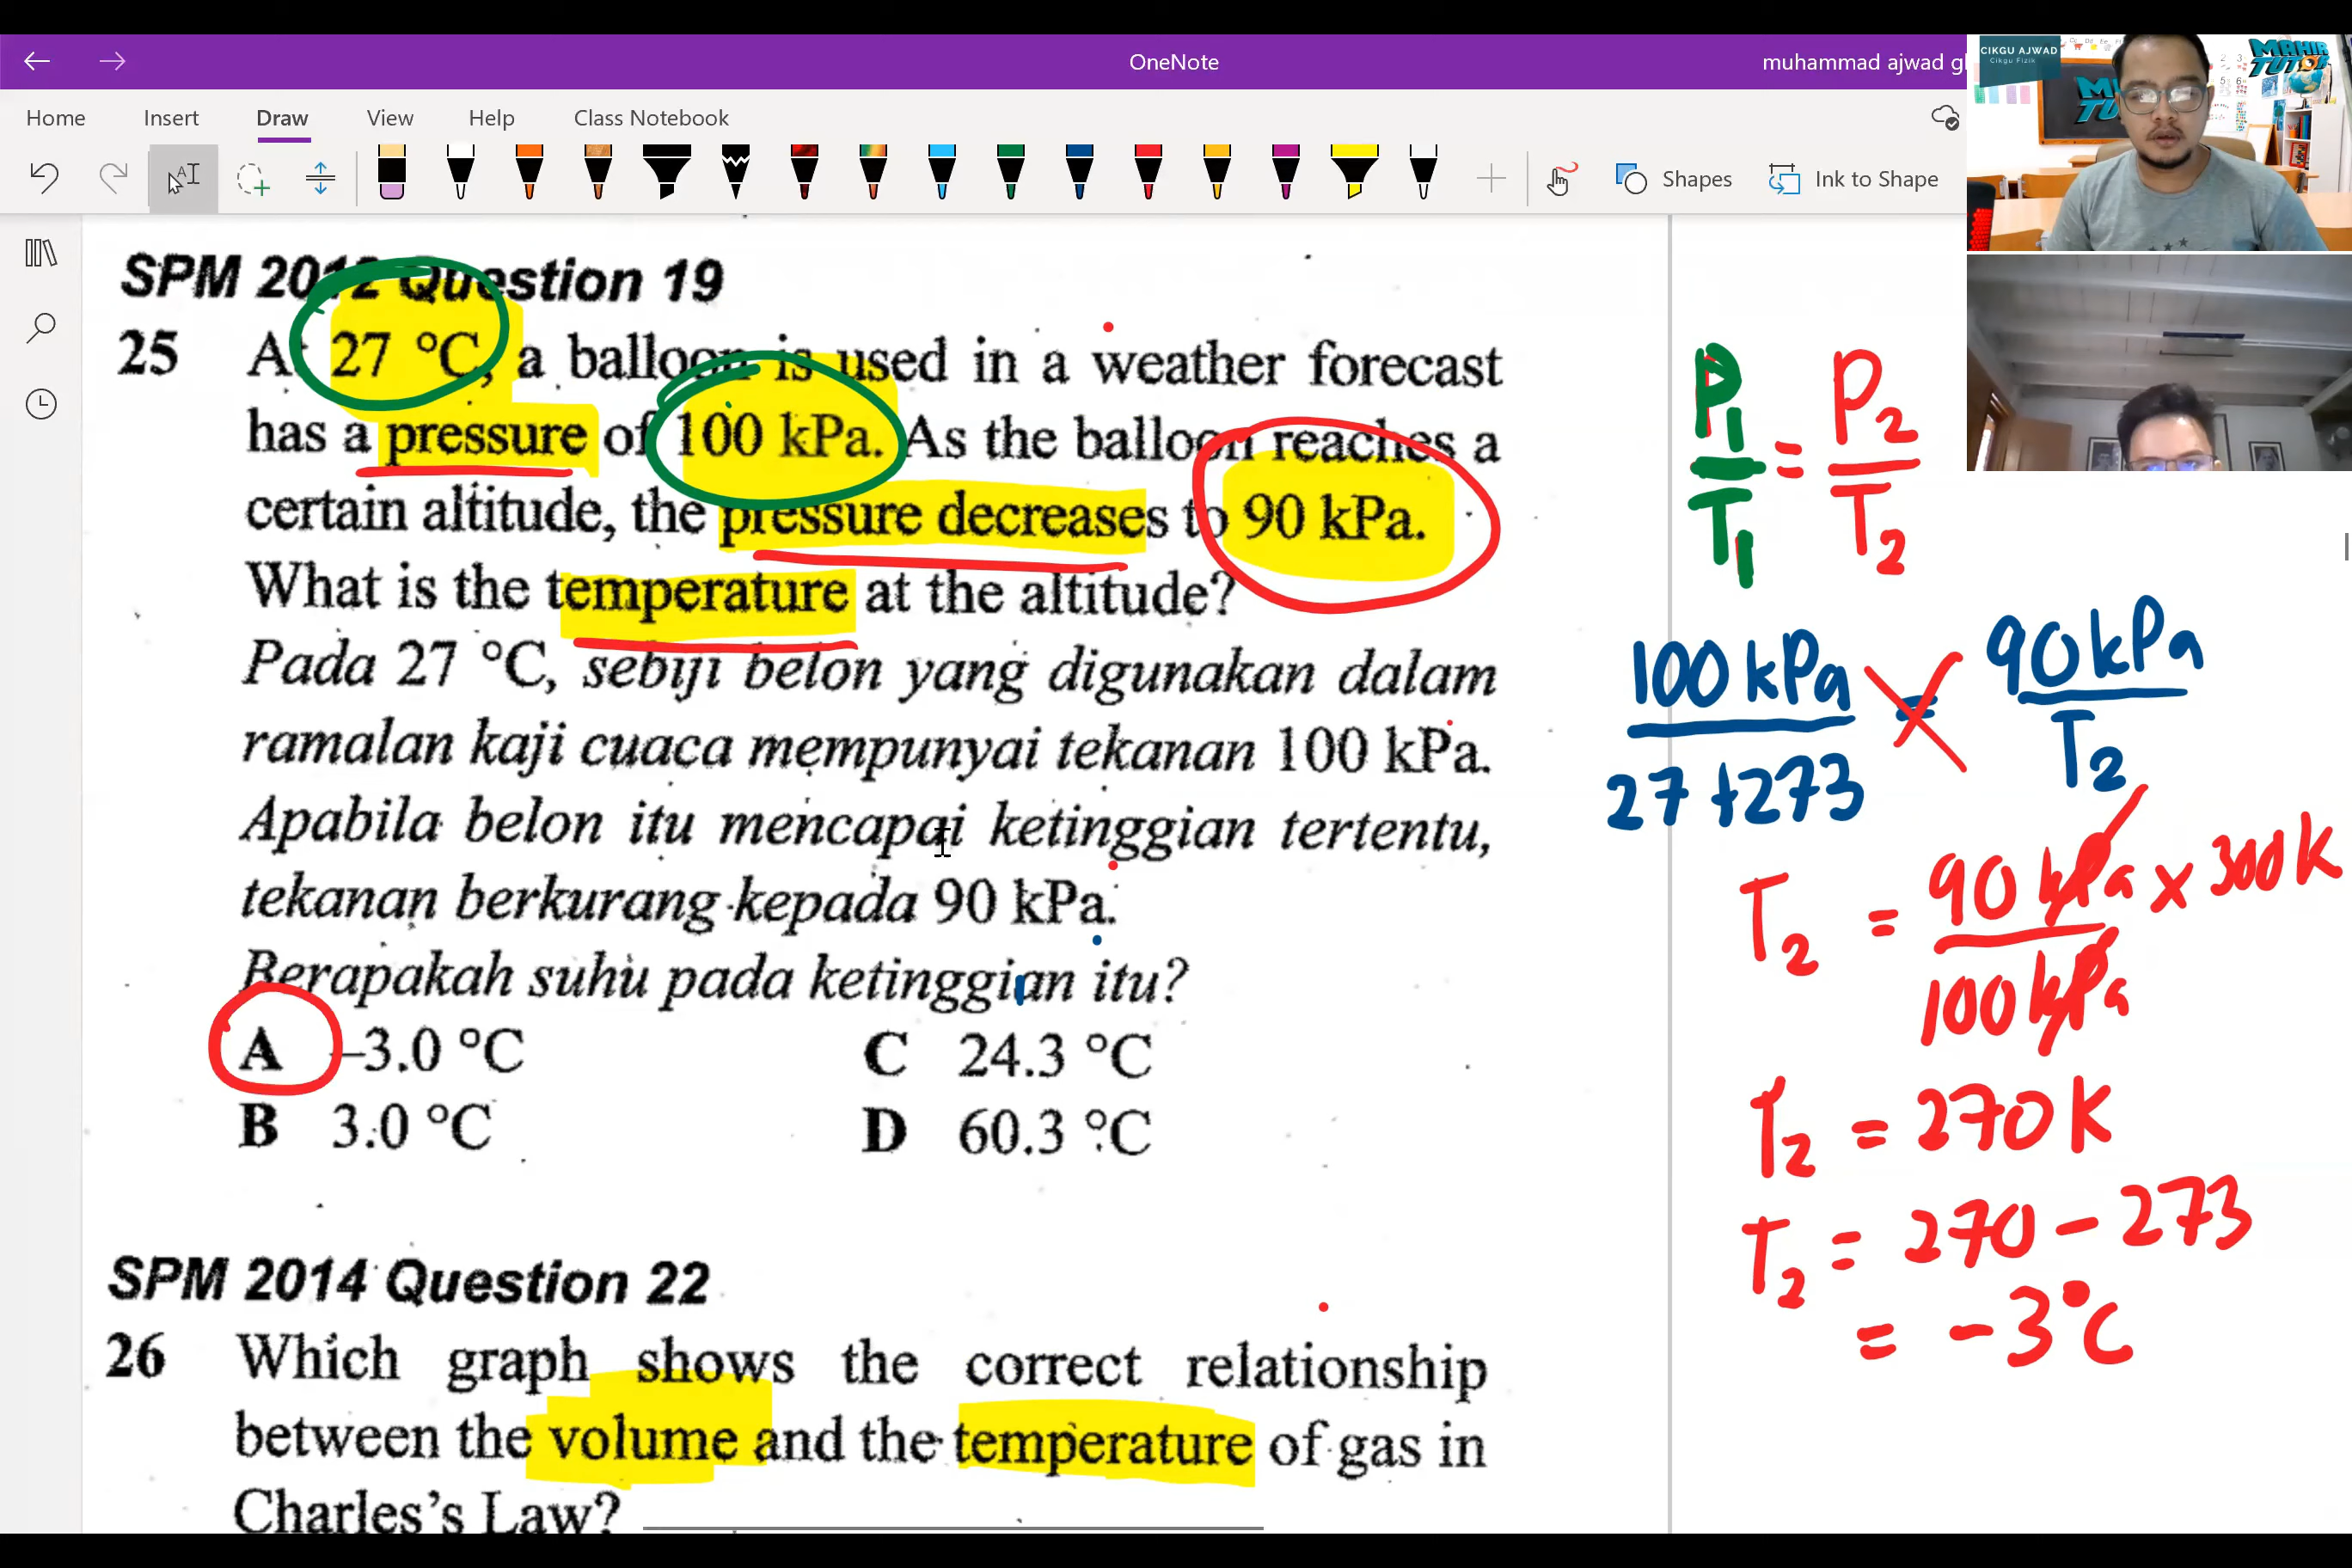 OneNote
muhammad ajwad gl
CIKGU AJWAD
Cikgu Fizik
MAHIR
TUTOR
Home Insert Draw View Help Class Notebook
Shapes Ink to Shape
SPM 2012 Question 19
25 At 27 °C, a balloon is used in a weather forecast
has a pressure of 100 kPa. As the balloon reaches a
certain altitude, the pressure decreases to 90 kPa.
What is the temperature at the altitude?
Pada 27 °C, sebiji belon yang digunakan dalam
ramalan kaji cuaca mempunyai tekanan 100 kPa.
Apabila belon itu mencapai ketinggian tertentu,
tekanan berkurang kepada 90 kPa.
Berapakah suhu pada ketinggian itu?
A –3.0 °C C 24.3 °C
B 3.0 °C D 60.3 °C
SPM 2014 Question 22
26 Which graph shows the correct relationship
between the volume and the temperature of gas in
Charles's Law?
P1 = P2
T1 T2
100 kPa = 90 kPa
27+273 T2
T2 = 90 kPa x 300K
100 kPa
T2 = 270K
T2 = 270 - 273
= -3°C